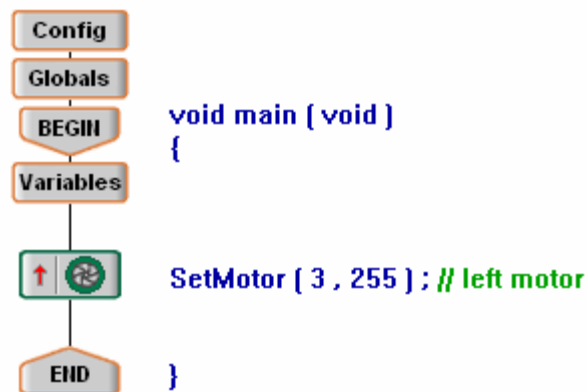 Config
Globals
BEGIN
void main ( void )
{
Variables
SetMotor ( 3 , 255 ) ; // left motor
END
}